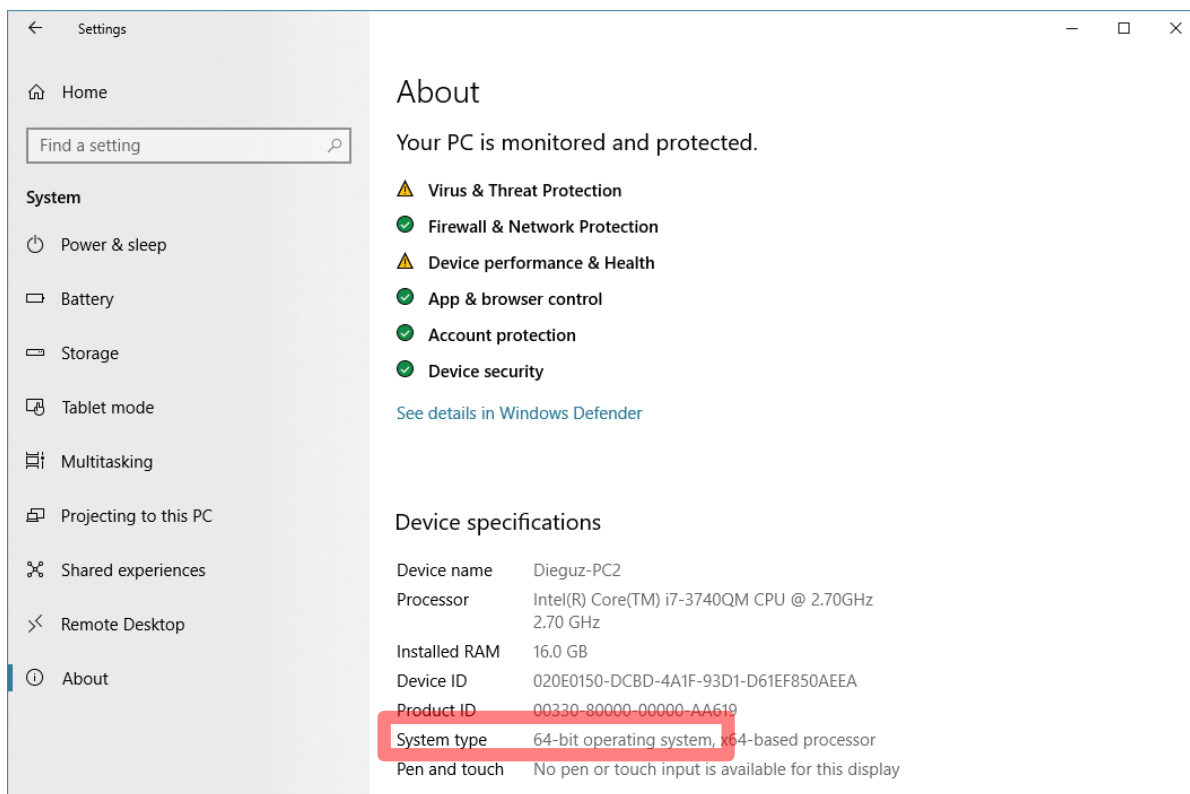 Settings
Home
Find a setting
System
Power & sleep
Battery
Storage
Tablet mode
Multitasking
Projecting to this PC
Shared experiences
Remote Desktop
About
About
Your PC is monitored and protected.
Virus & Threat Protection
Firewall & Network Protection
Device performance & Health
App & browser control
Account protection
Device security
See details in Windows Defender
Device specifications
Device name Dieguz-PC2
Processor Intel(R) Core(TM) i7-3740QM CPU @ 2.70GHz
2.70 GHz
Installed RAM 16.0 GB
Device ID 020E0150-DCBD-4A1F-93D1-D61EF850AEEA
Product ID 00330-80000-00000-AA619
System type 64-bit operating system, x64-based processor
Pen and touch No pen or touch input is available for this display